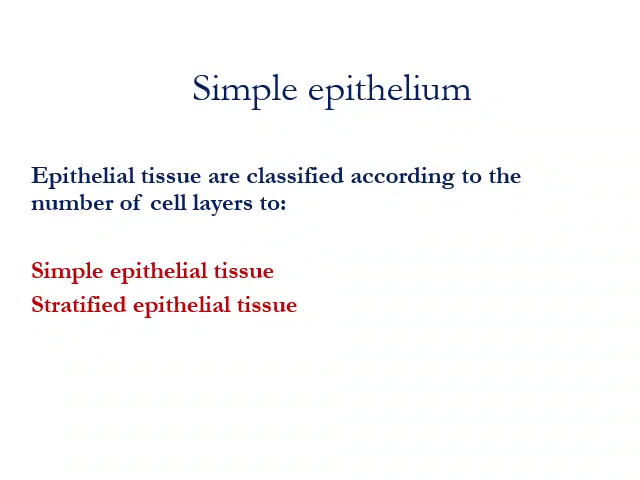 Simple epithelium
Epithelial tissue are classified according to the
number of cell layers to:
Simple epithelial tissue
Stratified epithelial tissue